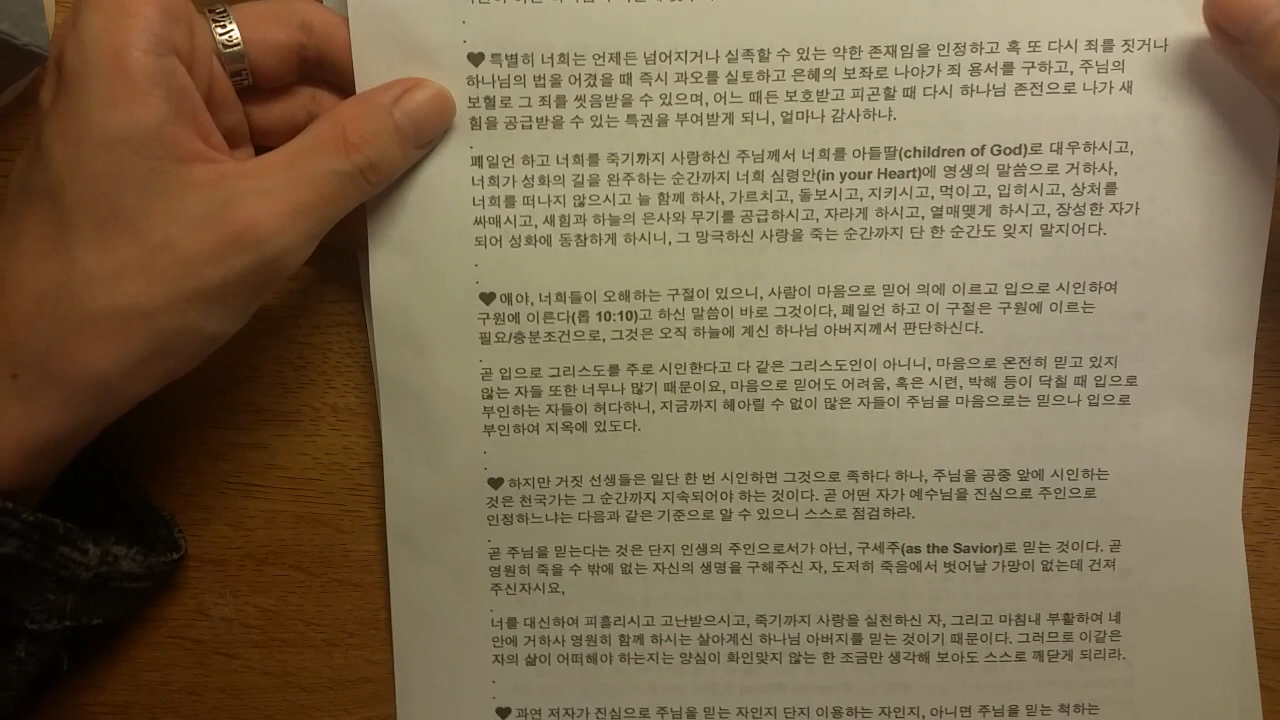 ♥특별히 너희는 언제든 넘어지거나 실족할 수 있는 약한 존재임을 인정하고 혹 또 다시 죄를 짓거나
하나님의 법을 어겼을 때 즉시 과오를 실토하고 은혜의 보좌로 나아가 죄 용서를 구하고, 주님의
보혈로 그 죄를 씻음받을 수 있으며, 어느 때든 보호받고 피곤할 때 다시 하나님 존전으로 나가 새
힘을 공급받을 수 있는 특권을 부여받게 되니, 얼마나 감사하냐.
.
폐일언 하고 너희를 죽기까지 사랑하신 주님께서 너희를 아들딸(children of God)로 대우하시고,
너희가 성화의 길을 완주하는 순간까지 너희 심령안(in your Heart)에 영생의 말씀으로 거하사,
너희를 떠나지 않으시고 늘 함께 하사, 가르치고, 돌보시고, 지키시고, 먹이시고, 입히시고, 상처를
싸매시고, 새힘과 하늘의 은사와 무기를 공급하시고, 자라게 하시고, 열매맺게 하시고, 장성한 자가
되어 성화에 동참하게 하시니, 그 망극하신 사랑을 죽는 순간까지 단 한 순간도 잊지 말지어다.
.
.
♥얘야, 너희들이 오해하는 구절이 있으니, 사람이 마음으로 믿어 의에 이르고 입으로 시인하여
구원에 이른다(롬 10:10)고 하신 말씀이 바로 그것이다, 폐일언 하고 이 구절은 구원에 이르는
필요/충분조건으로, 그것은 오직 하늘에 계신 하나님 아버지께서 판단하신다.
.
곧 입으로 그리스도를 주로 시인한다고 다 같은 그리스도인이 아니니, 마음으로 온전히 믿고 있지
않는 자들 또한 너무나 많기 때문이요, 마음으로 믿어도 어려움, 혹은 시련, 박해 등이 닥칠 때 입으로
부인하는 자들이 허다하니, 지금까지 헤아릴 수 없이 많은 자들이 주님을 마음으로는 믿으나 입으로
부인하여 지옥에 있도다.
.
.
♥하지만 거짓 선생들은 일단 한 번 시인하면 그것으로 족하다 하나, 주님을 공중 앞에 시인하는
것은 천국가는 그 순간까지 지속되어야 하는 것이다. 곧 어떤 자가 예수님을 진심으로 주인으로
인정하느냐는 다음과 같은 기준으로 알 수 있으니 스스로 점검하라.
.
곧 주님을 믿는다는 것은 단지 인생의 주인으로서가 아닌, 구세주(as the Savior)로 믿는 것이다. 곧
영원히 죽을 수 밖에 없는 자신의 생명을 구해주신 자, 도저히 죽음에서 벗어날 가망이 없는데 건져
주신자시요,
.
너를 대신하여 피흘리시고 고난받으시고, 죽기까지 사랑을 실천하신 자, 그리고 마침내 부활하여 네
안에 거하사 영원히 함께 하시는 살아계신 하나님 아버지를 믿는 것이기 때문이다. 그러므로 이같은
자의 삶이 어떠해야 하는지는 양심이 화인맞지 않는 한 조금만 생각해 보아도 스스로 깨닫게 되리라.
.
.
♥과연 저자가 진심으로 주님을 믿는 자인지 단지 이용하는 자인지, 아니면 주님을 믿는 척하는